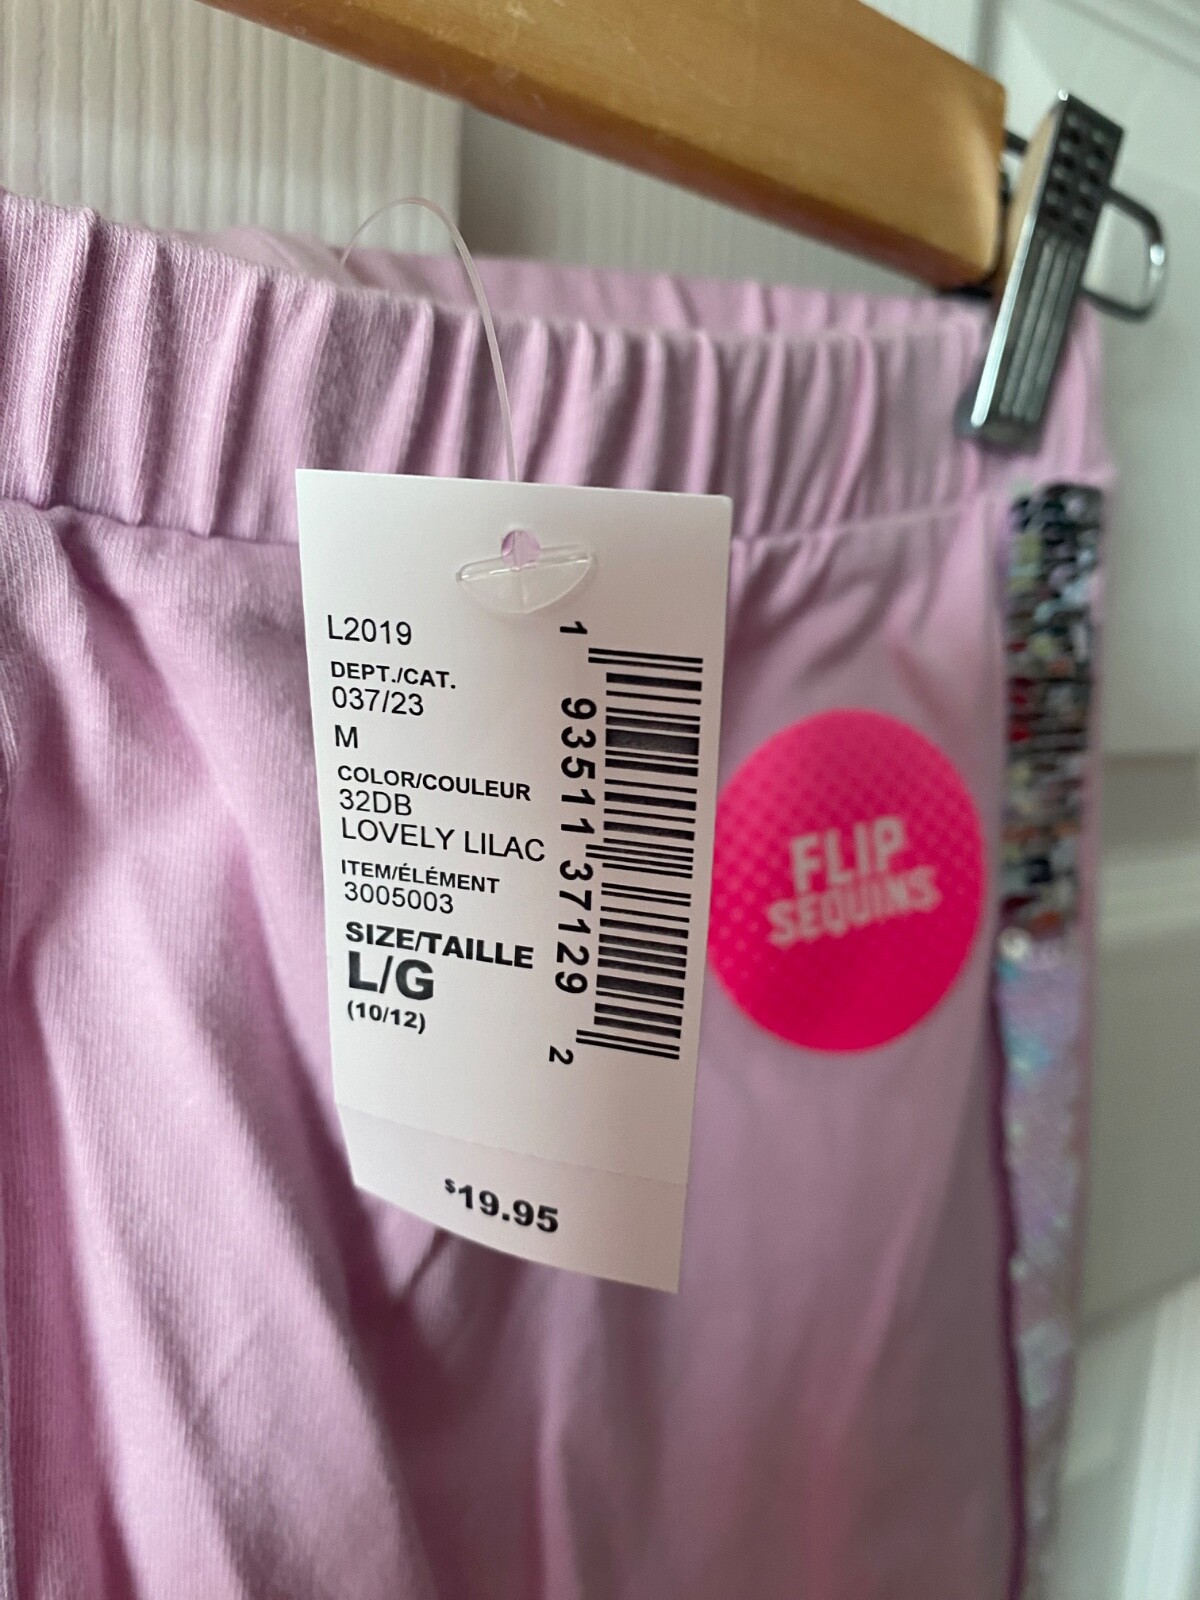 L2019
DEPT./CAT.
037/23
M
COLOR/COULEUR
32DB
LOVELY LILAC
ITEM/ÉLÉMENT
3005003
SIZE/TAILLE
L/G
(10/12)
1 93511 37129 2
$19.95
FLIP
SEQUINS